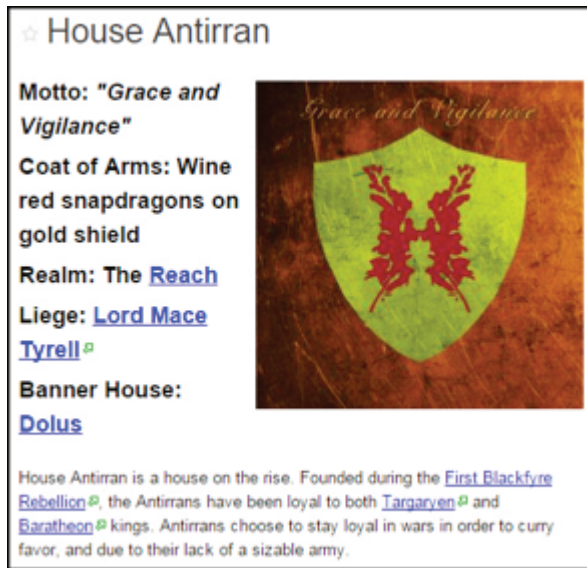 House Antirran
Motto: "Grace and
Vigilance"
Coat of Arms: Wine
red snapdragons on
gold shield
Realm: The Reach
Liege: Lord Mace
Tyrell
Banner House:
Dolus
Grace and Vigilance
House Antirran is a house on the rise. Founded during the First Blackfyre
Rebellion, the Antirrans have been loyal to both Targaryen and
Baratheon kings. Antirrans choose to stay loyal in wars in order to curry
favor, and due to their lack of a sizable army.